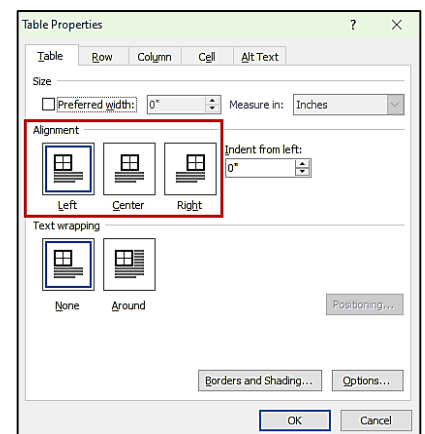 Table Properties ? ×
Table Row Column Cell Alt Text
Size
Preferred width: 0" Measure in: Inches
Alignment
Indent from left:
0"
Left Center Right
Text wrapping
None Around
Positioning...
Borders and Shading... Options...
OK Cancel